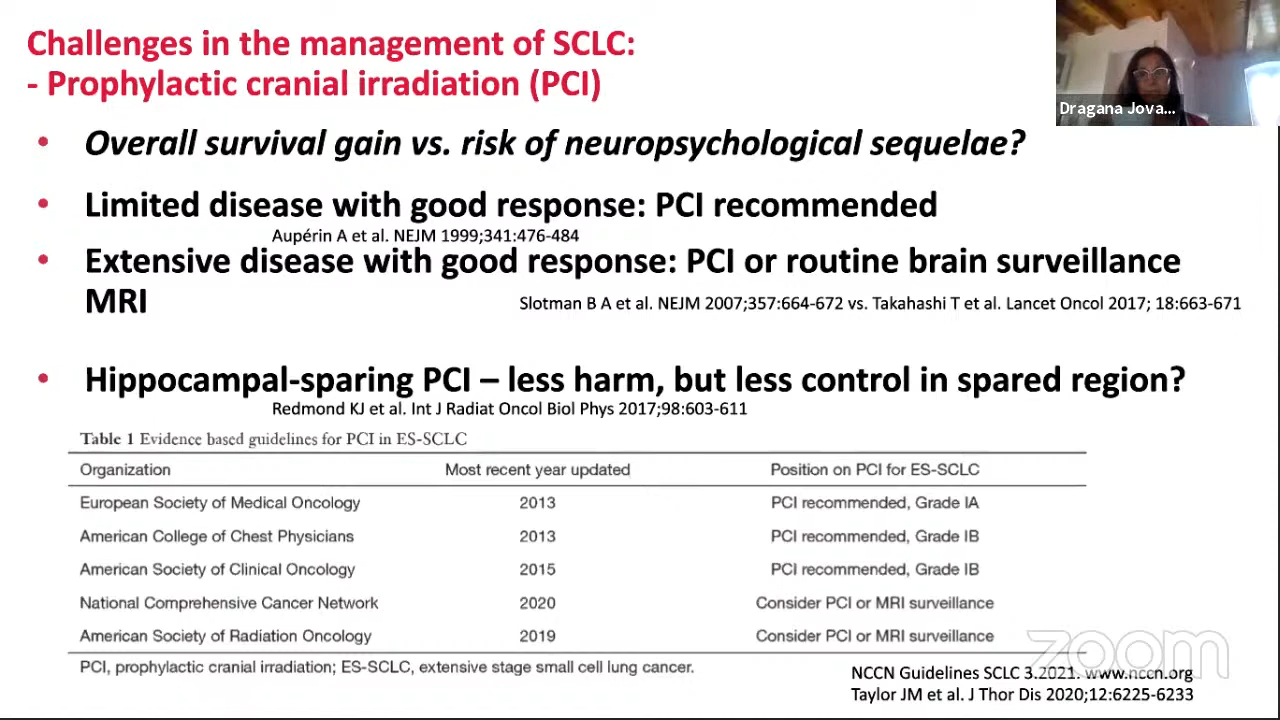 Challenges in the management of SCLC:
- Prophylactic cranial irradiation (PCI)
Dragana Jova...
• Overall survival gain vs. risk of neuropsychological sequelae?
• Limited disease with good response: PCI recommended
Aupérin A et al. NEJM 1999;341:476-484
• Extensive disease with good response: PCI or routine brain surveillance
MRI
Slotman B A et al. NEJM 2007;357:664-672 vs. Takahashi T et al. Lancet Oncol 2017; 18:663-671
• Hippocampal-sparing PCI – less harm, but less control in spared region?
Redmond KJ et al. Int J Radiat Oncol Biol Phys 2017;98:603-611
Table 1 Evidence based guidelines for PCI in ES-SCLC
Organization Most recent year updated Position on PCI for ES-SCLC
European Society of Medical Oncology 2013 PCI recommended, Grade IA
American College of Chest Physicians 2013 PCI recommended, Grade IB
American Society of Clinical Oncology 2015 PCI recommended, Grade IB
National Comprehensive Cancer Network 2020 Consider PCI or MRI surveillance
American Society of Radiation Oncology 2019 Consider PCI or MRI surveillance
PCI, prophylactic cranial irradiation; ES-SCLC, extensive stage small cell lung cancer.
zoom
NCCN Guidelines SCLC 3.2021. www.nccn.org
Taylor JM et al. J Thor Dis 2020;12:6225-6233